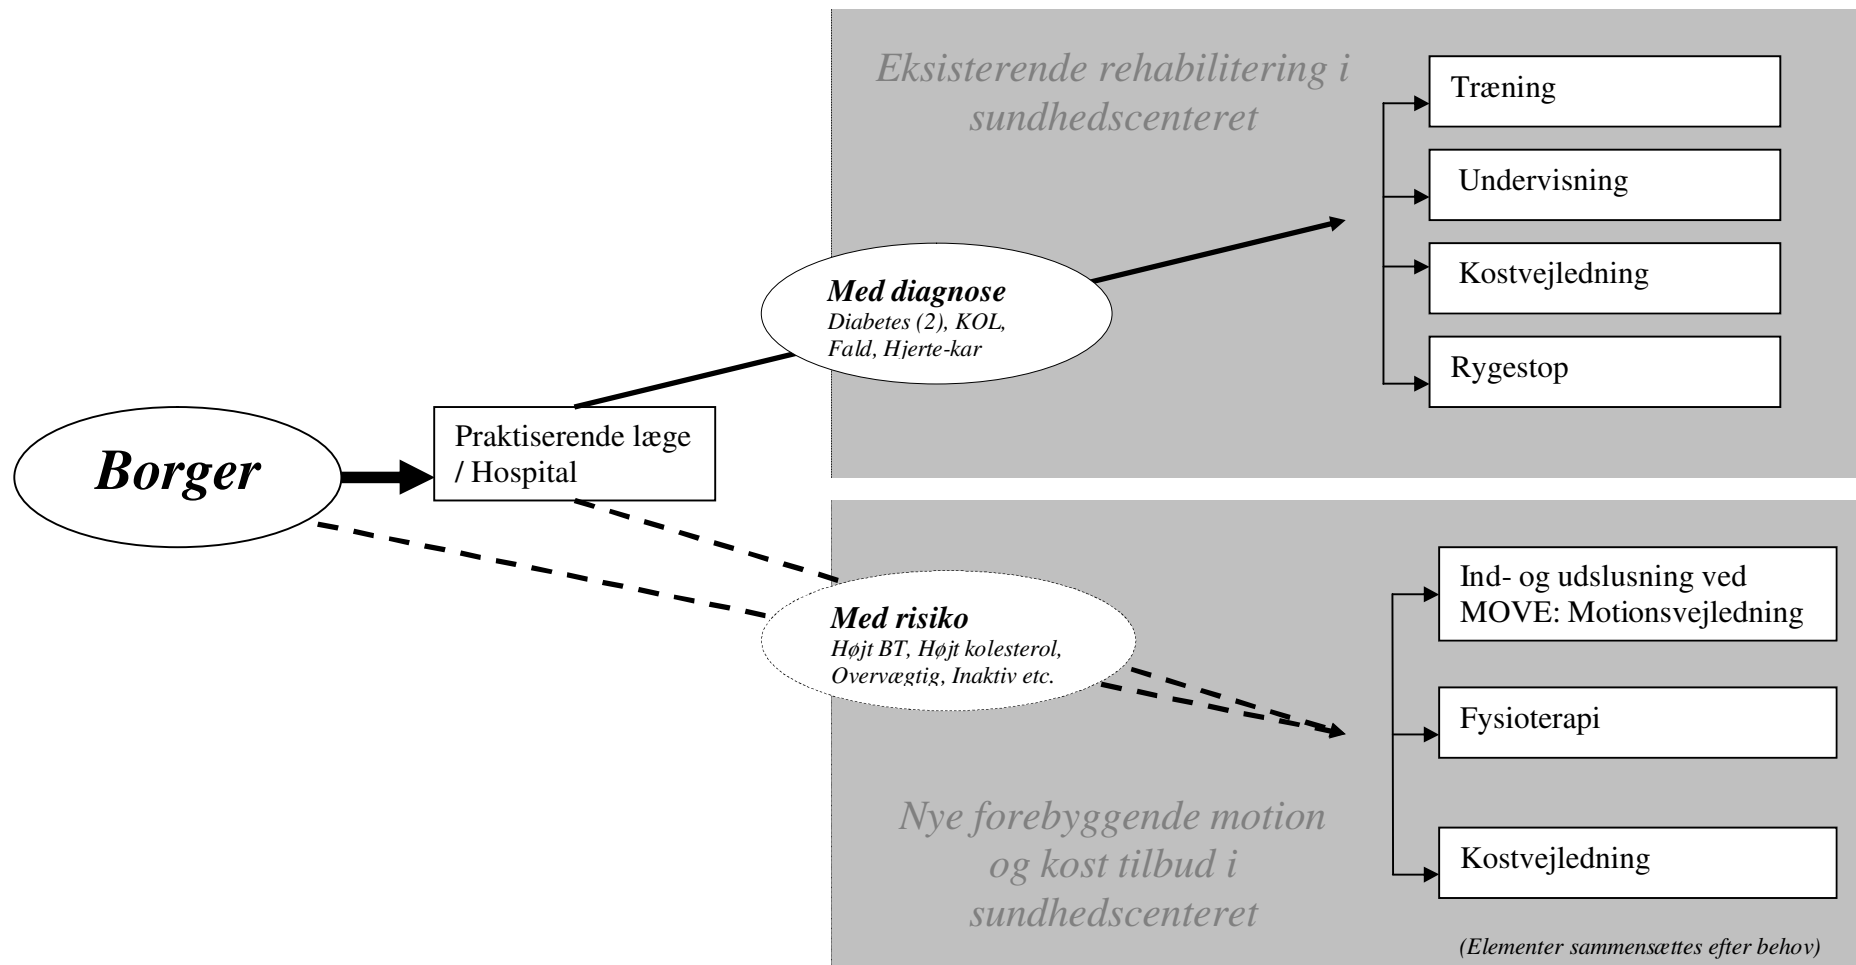 Eksisterende rehabilitering i
sundhedscenteret
Træning
Undervisning
Kostvejledning
Rygestop
Med diagnose
Diabetes (2), KOL,
Fald, Hjerte-kar
Borger
Praktiserende læge
/ Hospital
Med risiko
Højt BT, Højt kolesterol,
Overvægtig, Inaktiv etc.
Ind- og udslusning ved
MOVE: Motionsvejledning
Fysioterapi
Kostvejledning
Nye forebyggende motion
og kost tilbud i
sundhedscenteret
(Elementer sammensættes efter behov)